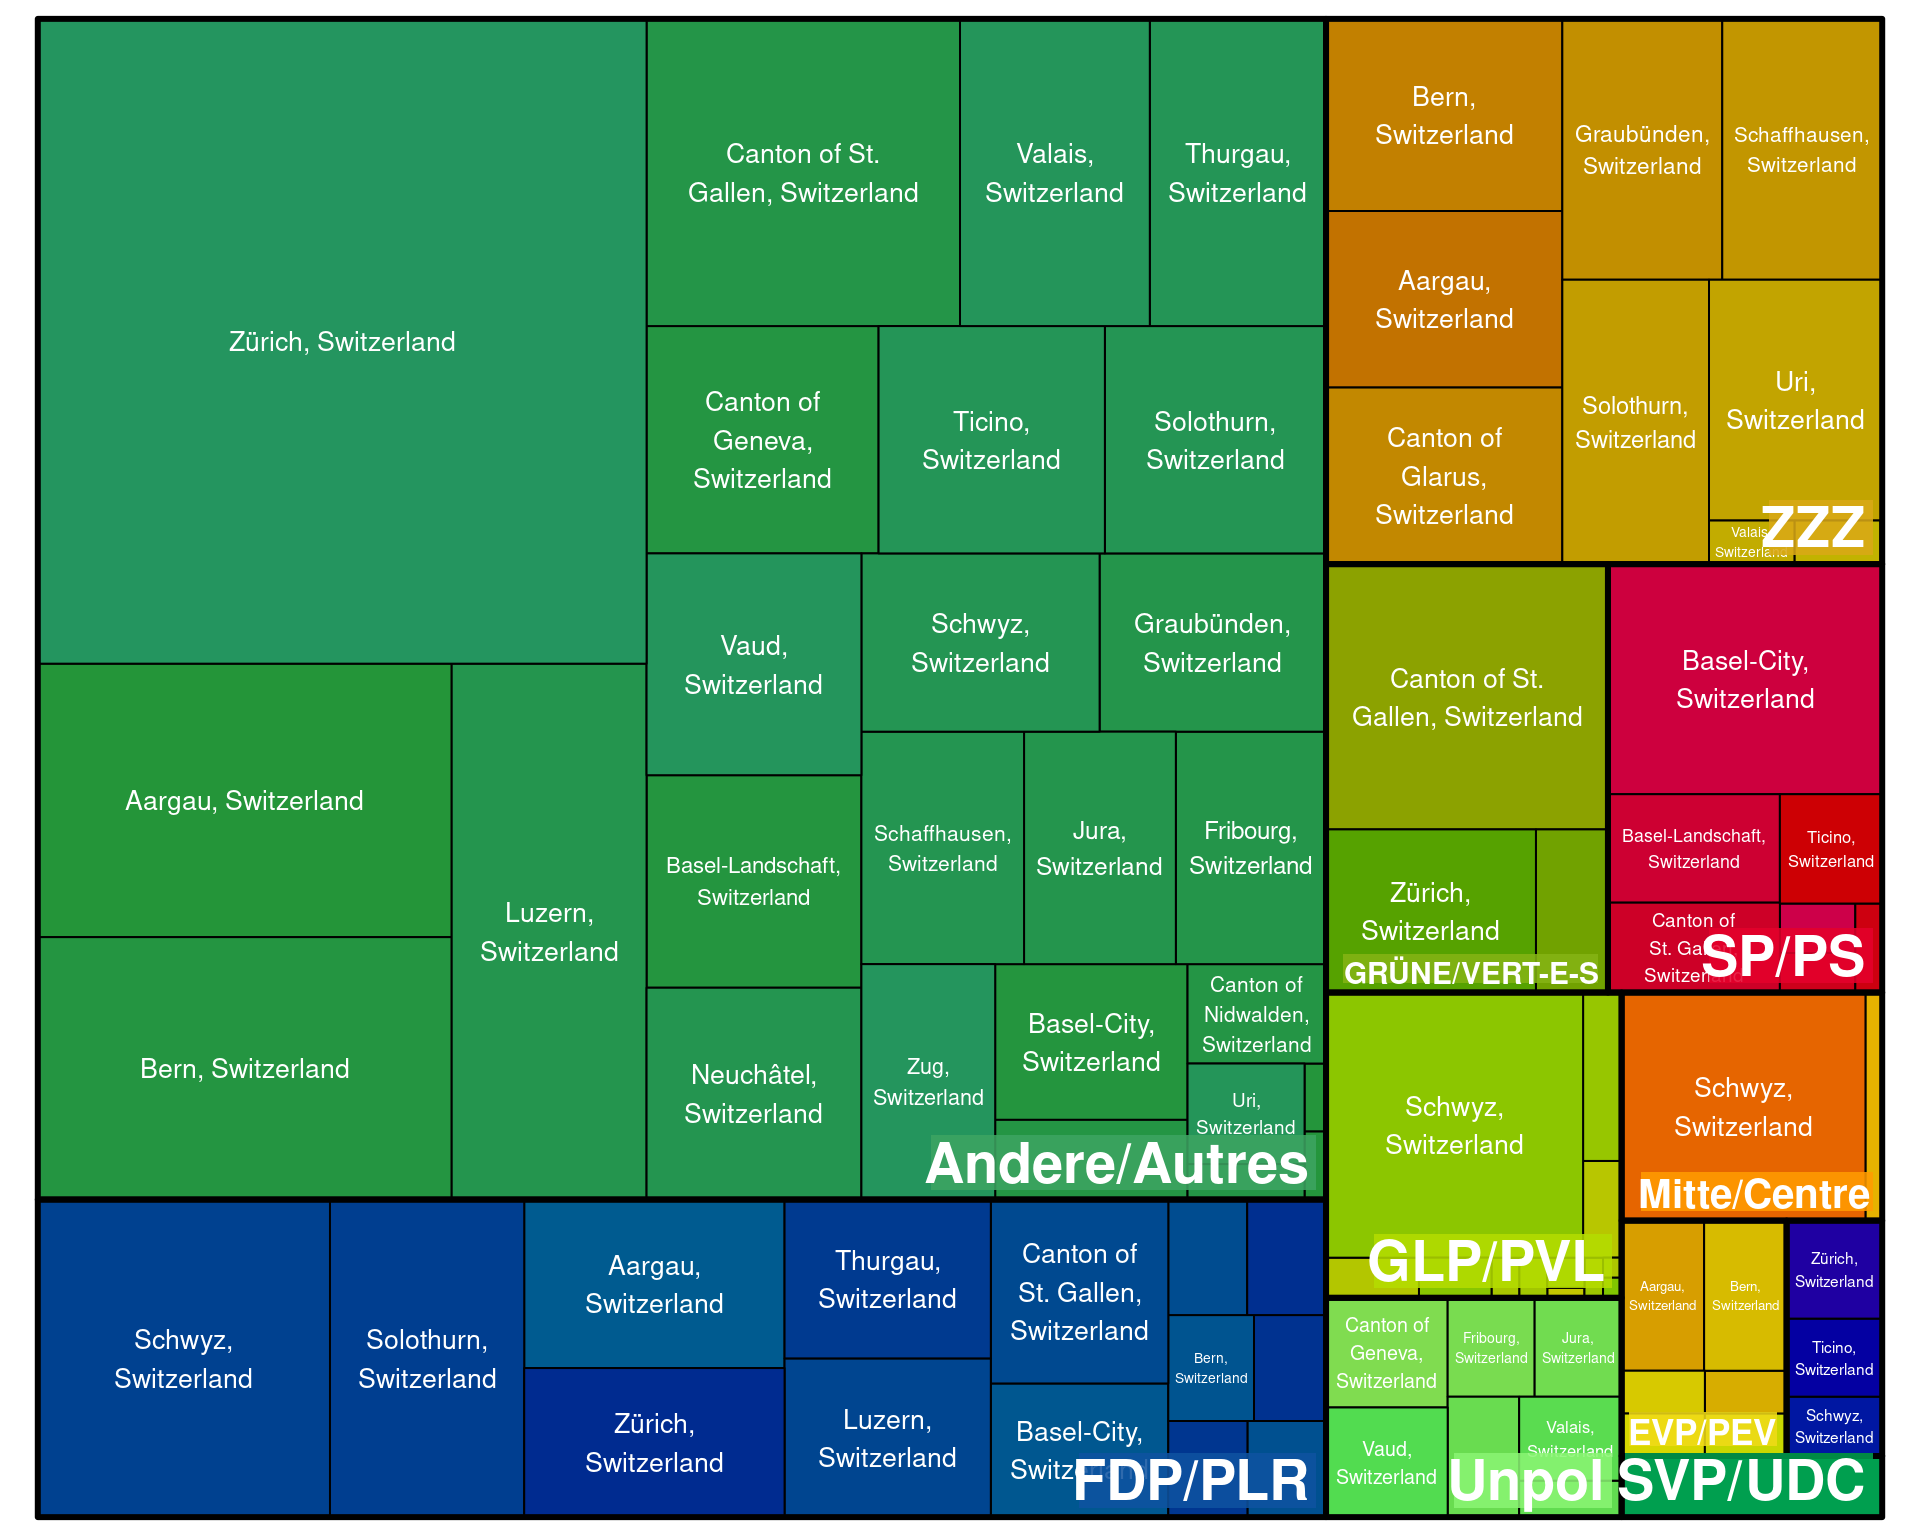 Zürich, Switzerland
Canton of St.
Gallen, Switzerland
Valais,
Switzerland
Thurgau,
Switzerland
Canton of
Geneva,
Switzerland
Ticino,
Switzerland
Solothurn,
Switzerland
Vaud,
Switzerland
Schwyz,
Switzerland
Graubünden,
Switzerland
Aargau, Switzerland
Luzern,
Switzerland
Basel-Landschaft,
Switzerland
Schaffhausen,
Switzerland
Jura,
Switzerland
Fribourg,
Switzerland
Bern, Switzerland
Neuchâtel,
Switzerland
Zug,
Switzerland
Basel-City,
Switzerland
Canton of
Nidwalden,
Switzerland
Uri,
Switzerland
Andere/Autres
Schwyz,
Switzerland
Solothurn,
Switzerland
Aargau,
Switzerland
Zürich,
Switzerland
Thurgau,
Switzerland
Luzern,
Switzerland
Canton of
St. Gallen,
Switzerland
Basel-City,
Switzerland
Bern,
Switzerland
FDP/PLR
Bern,
Switzerland
Graubünden,
Switzerland
Schaffhausen,
Switzerland
Aargau,
Switzerland
Canton of
Glarus,
Switzerland
Solothurn,
Switzerland
Uri,
Switzerland
Valais,
Switzerland
ZZZ
Canton of St.
Gallen, Switzerland
Zürich,
Switzerland
GRÜNE/VERT-E-S
Basel-City,
Switzerland
Basel-Landschaft,
Switzerland
Ticino,
Switzerland
Canton of
St. Gallen,
Switzerland
SP/PS
Schwyz,
Switzerland
GLP/PVL
Schwyz,
Switzerland
Mitte/Centre
Canton of
Geneva,
Switzerland
Fribourg,
Switzerland
Jura,
Switzerland
Vaud,
Switzerland
Valais,
Switzerland
Unpol
Aargau,
Switzerland
Bern,
Switzerland
EVP/PEV
Zürich,
Switzerland
Ticino,
Switzerland
Schwyz,
Switzerland
SVP/UDC